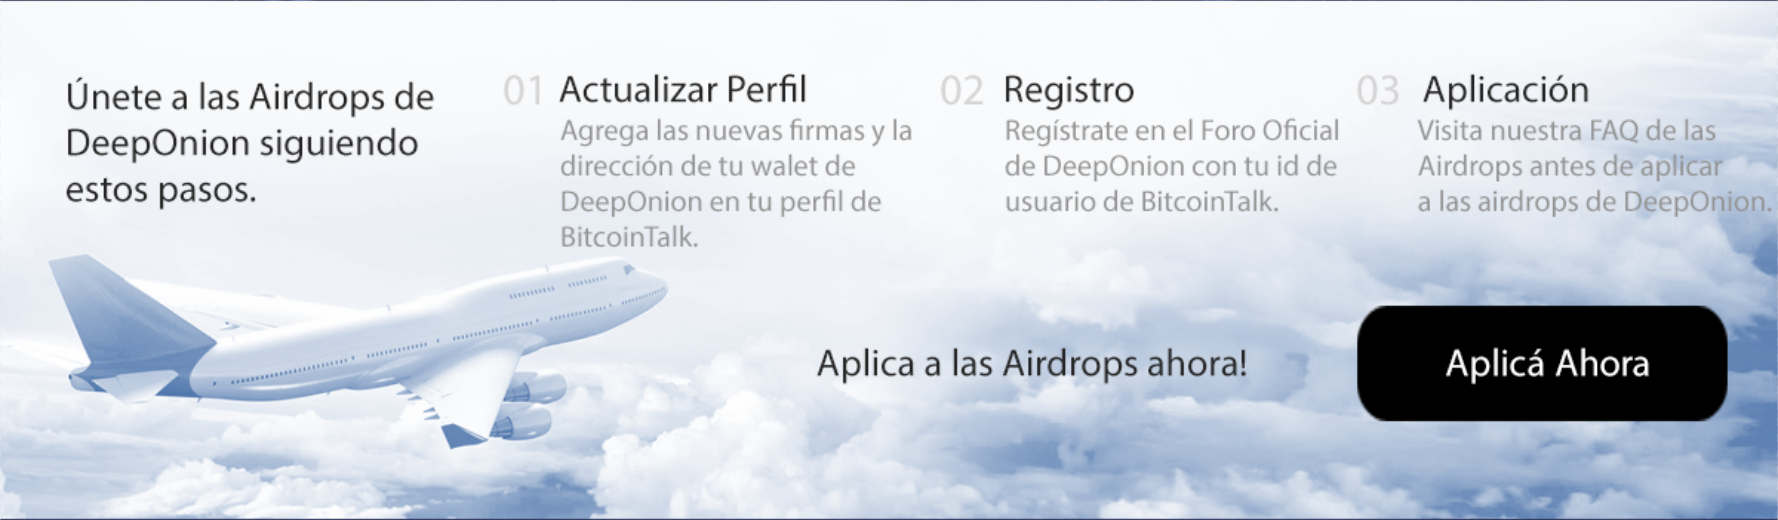 Únete a las Airdrops de
DeepOnion siguiendo
estos pasos.
01 Actualizar Perfil
Agrega las nuevas firmas y la
dirección de tu walet de
DeepOnion en tu perfil de
BitcoinTalk.
02 Registro
Regístrate en el Foro Oficial
de DeepOnion con tu id de
usuario de BitcoinTalk.
03 Aplicación
Visita nuestra FAQ de las
Airdrops antes de aplicar
a las airdrops de DeepOnion.
Aplica a las Airdrops ahora!
Aplicá Ahora